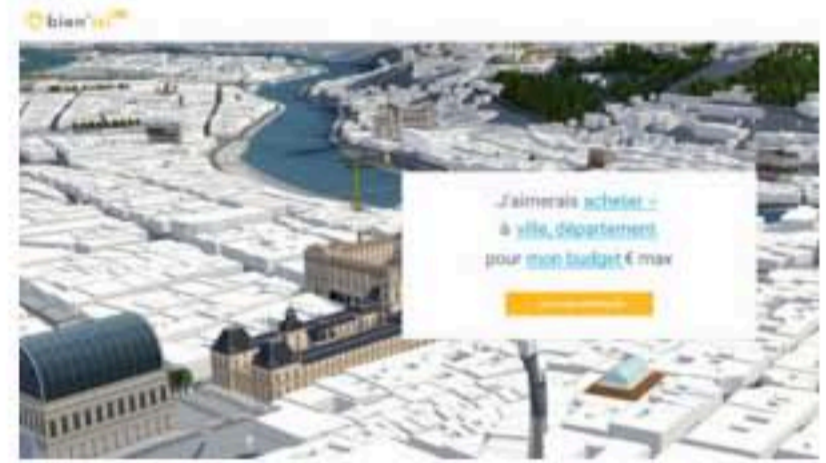 bien'ici
J'aimerais acheter
à ville, département
pour mon budget € max